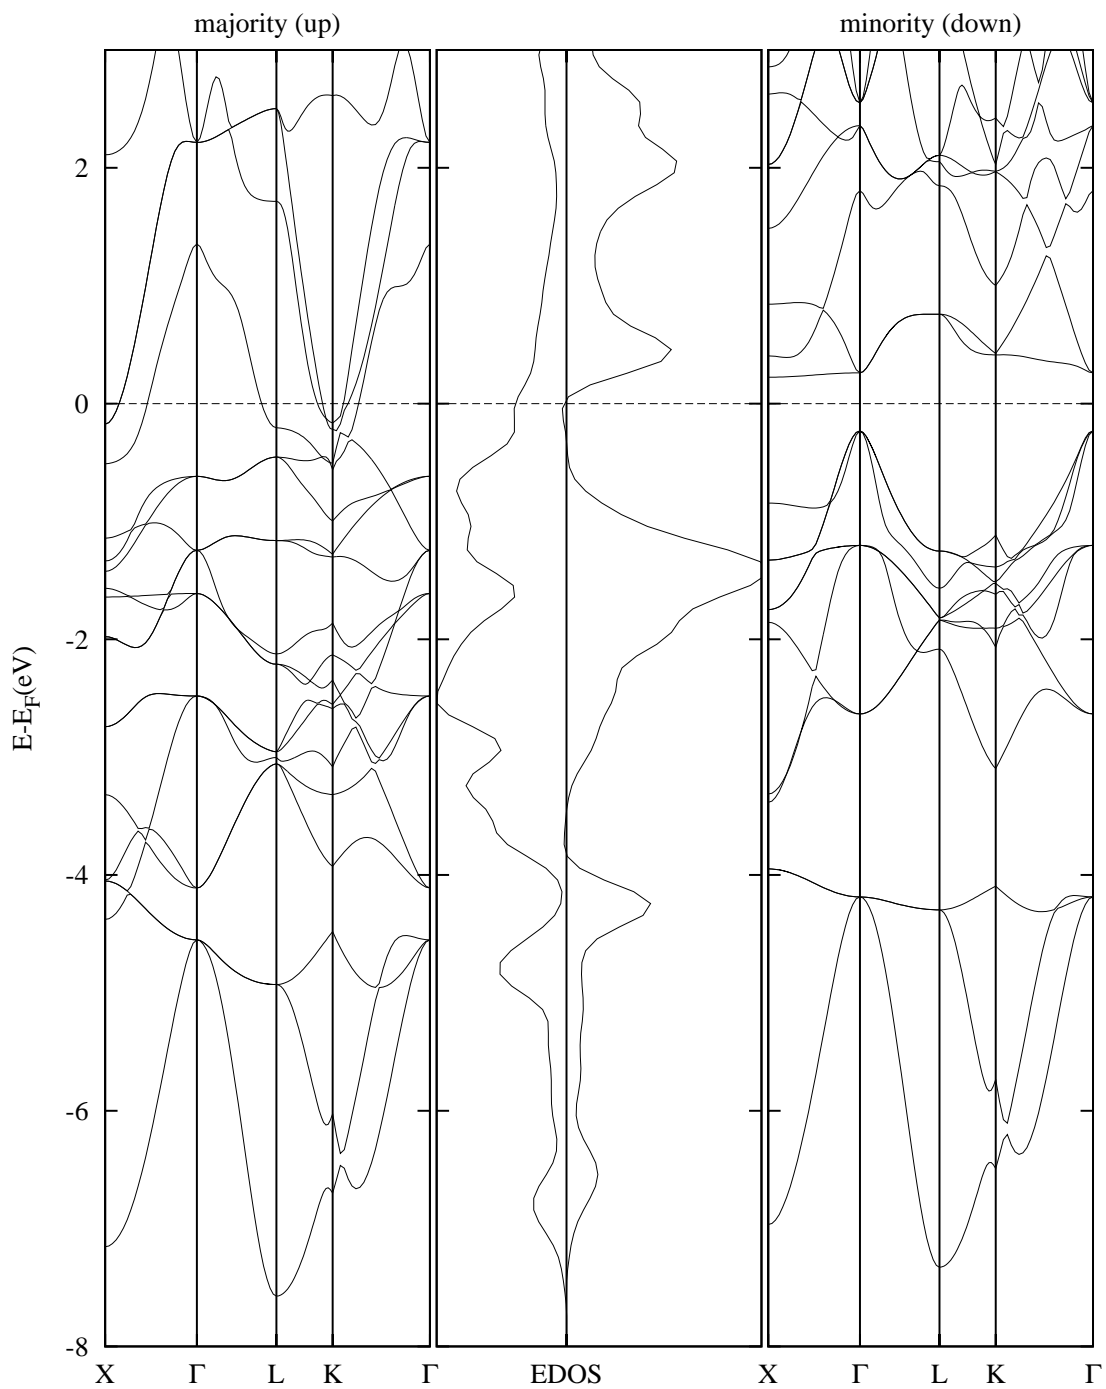 majority (up)
minority (down)
2
0
-2
-4
-6
-8
E-E_F(eV)
X Γ L K Γ EDOS X Γ L K Γ